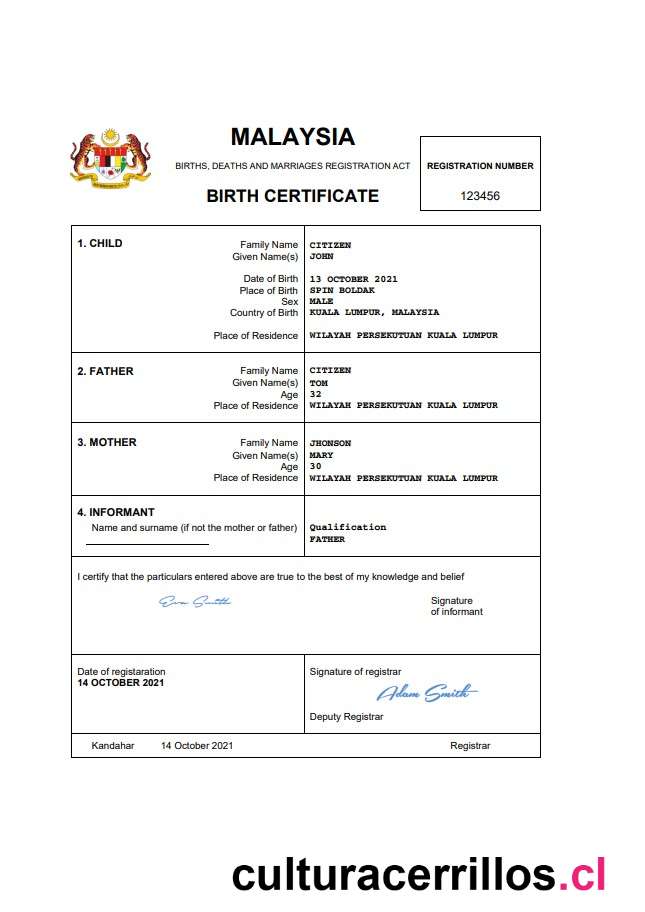 MALAYSIA
BIRTHS, DEATHS AND MARRIAGES REGISTRATION ACT
BIRTH CERTIFICATE
REGISTRATION NUMBER
123456
1. CHILD
Family Name CITIZEN
Given Name(s) JOHN
Date of Birth 13 OCTOBER 2021
Place of Birth SPIN BOLDAK
Sex MALE
Country of Birth KUALA LUMPUR, MALAYSIA
Place of Residence WILAYAH PERSEKUTUAN KUALA LUMPUR
2. FATHER
Family Name CITIZEN
Given Name(s) TOM
Age 32
Place of Residence WILAYAH PERSEKUTUAN KUALA LUMPUR
3. MOTHER
Family Name JHONSON
Given Name(s) MARY
Age 30
Place of Residence WILAYAH PERSEKUTUAN KUALA LUMPUR
4. INFORMANT
Name and surname (if not the mother or father) Qualification
FATHER
I certify that the particulars entered above are true to the best of my knowledge and belief
Eva Smith
Signature
of informant
Date of registaration
14 OCTOBER 2021
Signature of registrar
Adam Smith
Deputy Registrar
Kandahar 14 October 2021 Registrar
culturacerrillos.cl